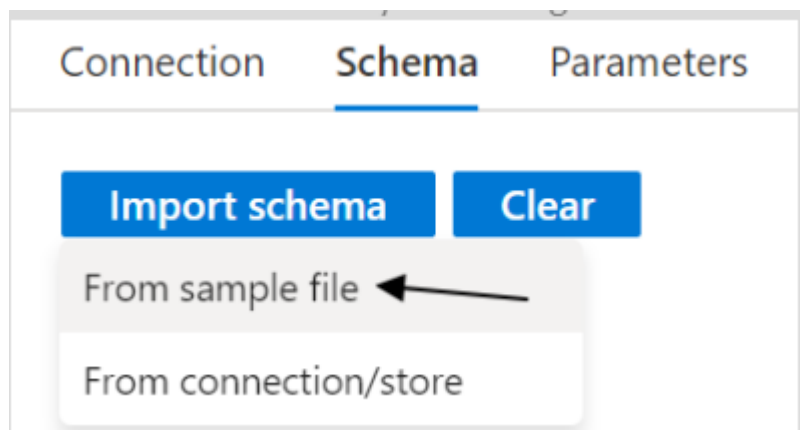 Connection Schema Parameters
Import schema Clear
From sample file
From connection/store